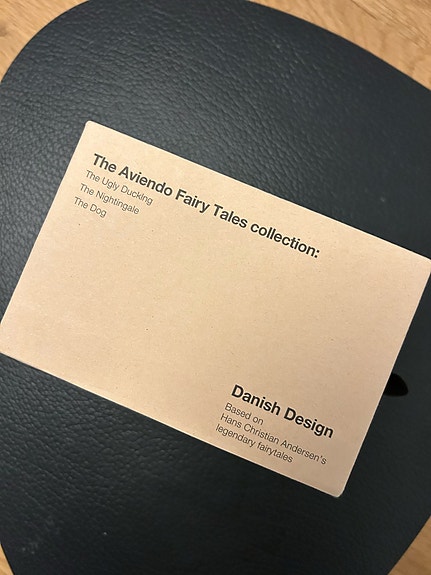 The Aviendo Fairy Tales collection:
The Ugly Duckling
The Nightingale
The Dog
Danish Design
Based on
Hans Christian Andersen's
legendary fairytales